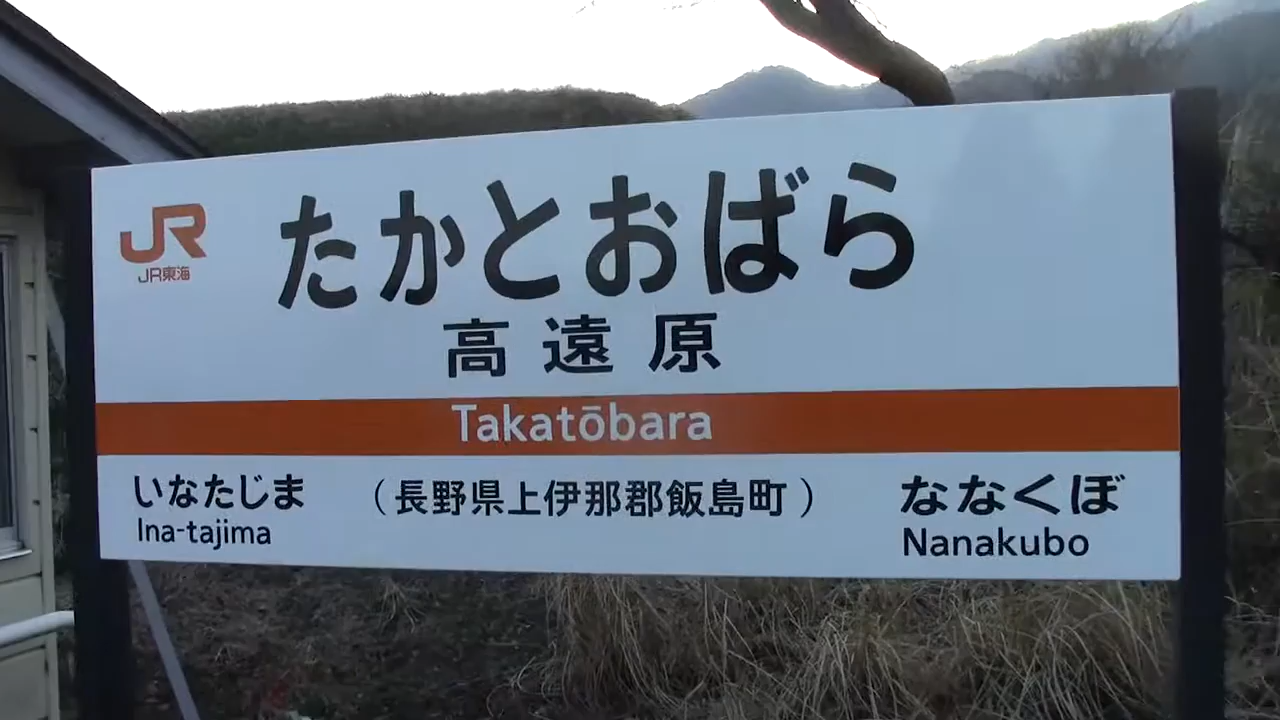 JR
JR東海
たかとおばら
高遠原
Takatōbara
いなたじま
Ina-tajima
(長野県上伊那郡飯島町)
ななくぼ
Nanakubo